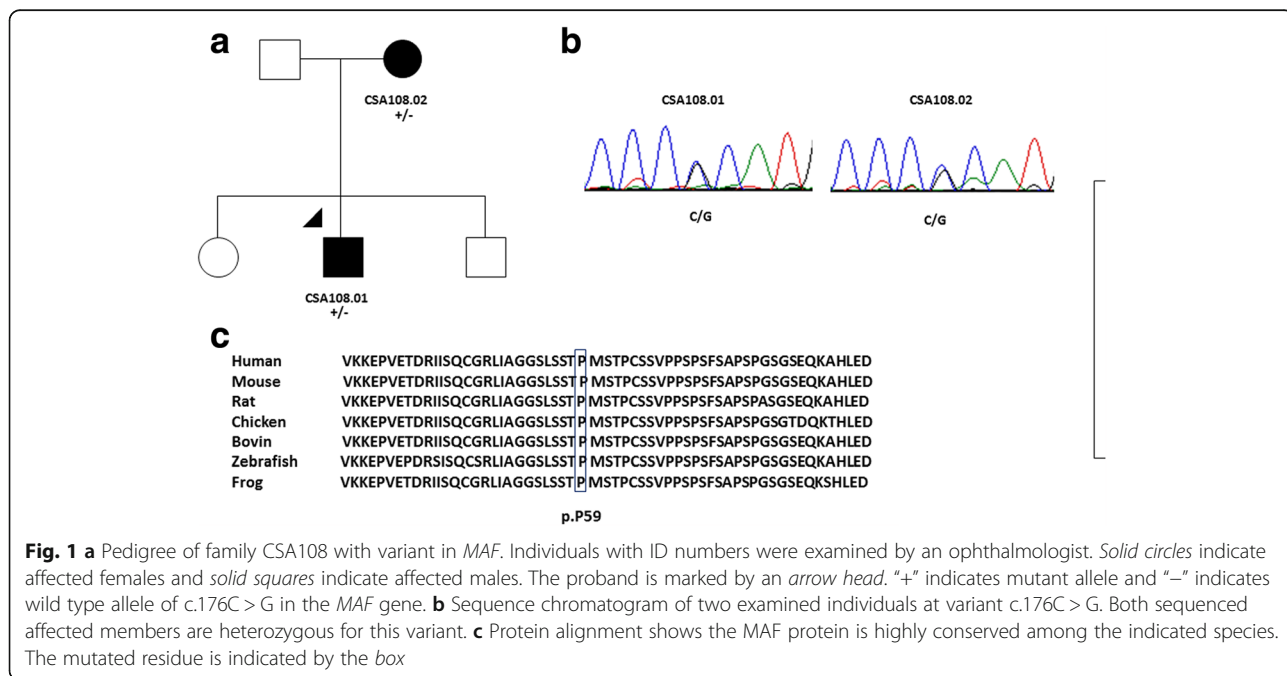 a
b
CSA108.02
+/-
CSA108.01
CSA108.02
C/G
C/G
CSA108.01
+/-
c
Human VKKEPVETDRIISQCGRLIAGGSLSSTPMSTPCSSVPPSPSFSAPSPGSGSEQKAHLED
Mouse VKKEPVETDRIISQCGRLIAGGSLSSTPMSTPCSSVPPSPSFSAPSPGSGSEQKAHLED
Rat VKKEPVETDRIISQCGRLIAGGSLSSTPMSTPCSSVPPSPSFSAPSPASGSEQKAHLED
Chicken VKKEPVETDRIISQCGRLIAGGSLSSTPMSTPCSSVPPSPSFSAPSPGSGTDQKTHLED
Bovin VKKEPVETDRIISQCGRLIAGGSLSSTPMSTPCSSVPPSPSFSAPSPGSGSEQKAHLED
Zebrafish VKKEPVEPDRSISQCSRLIAGGSLSSTPMSTPCSSVPPSPSFSAPSPGSGSEQKAHLED
Frog VKKEPVETDRIISQCGRLIAGGSLSSTPMSTPCSSVPPSPSFSAPSPGSGSEQKSHLED
p.P59
Fig. 1 a Pedigree of family CSA108 with variant in MAF. Individuals with ID numbers were examined by an ophthalmologist. Solid circles indicate
affected females and solid squares indicate affected males. The proband is marked by an arrow head. “+” indicates mutant allele and “−” indicates
wild type allele of c.176C > G in the MAF gene. b Sequence chromatogram of two examined individuals at variant c.176C > G. Both sequenced
affected members are heterozygous for this variant. c Protein alignment shows the MAF protein is highly conserved among the indicated species.
The mutated residue is indicated by the box